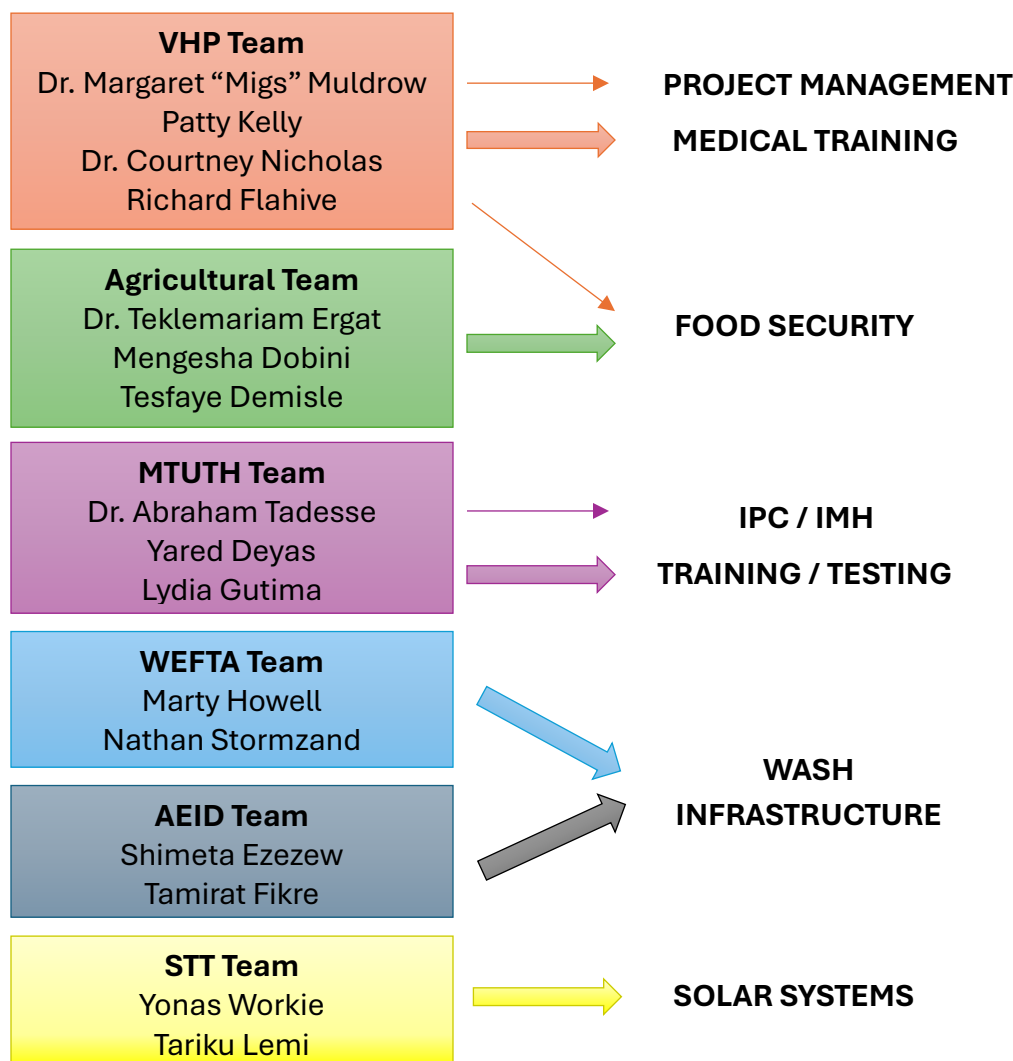 VHP Team
Dr. Margaret “Migs” Muldrow
Patty Kelly
Dr. Courtney Nicholas
Richard Flahive
PROJECT MANAGEMENT
MEDICAL TRAINING
Agricultural Team
Dr. Teklemariam Ergat
Mengesha Dobini
Tesfaye Demisle
FOOD SECURITY
MTUTH Team
Dr. Abraham Tadesse
Yared Deyas
Lydia Gutima
IPC / IMH
TRAINING / TESTING
WEFTA Team
Marty Howell
Nathan Stormzand
AEID Team
Shimeta Ezezew
Tamirat Fikre
WASH
INFRASTRUCTURE
STT Team
Yonas Workie
Tariku Lemi
SOLAR SYSTEMS